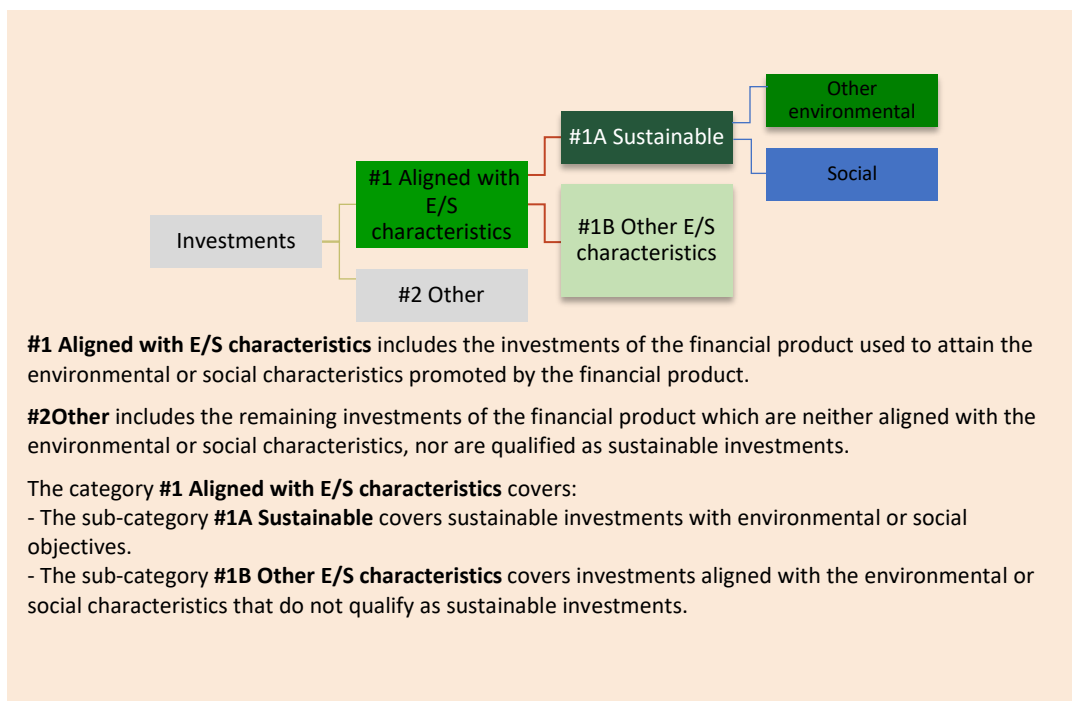 Other
environmental
#1A Sustainable
Social
#1 Aligned with
E/S
characteristics
#1B Other E/S
characteristics
Investments
#2 Other
#1 Aligned with E/S characteristics includes the investments of the financial product used to attain the
environmental or social characteristics promoted by the financial product.
#2Other includes the remaining investments of the financial product which are neither aligned with the
environmental or social characteristics, nor are qualified as sustainable investments.
The category #1 Aligned with E/S characteristics covers:
- The sub-category #1A Sustainable covers sustainable investments with environmental or social
objectives.
- The sub-category #1B Other E/S characteristics covers investments aligned with the environmental or
social characteristics that do not qualify as sustainable investments.